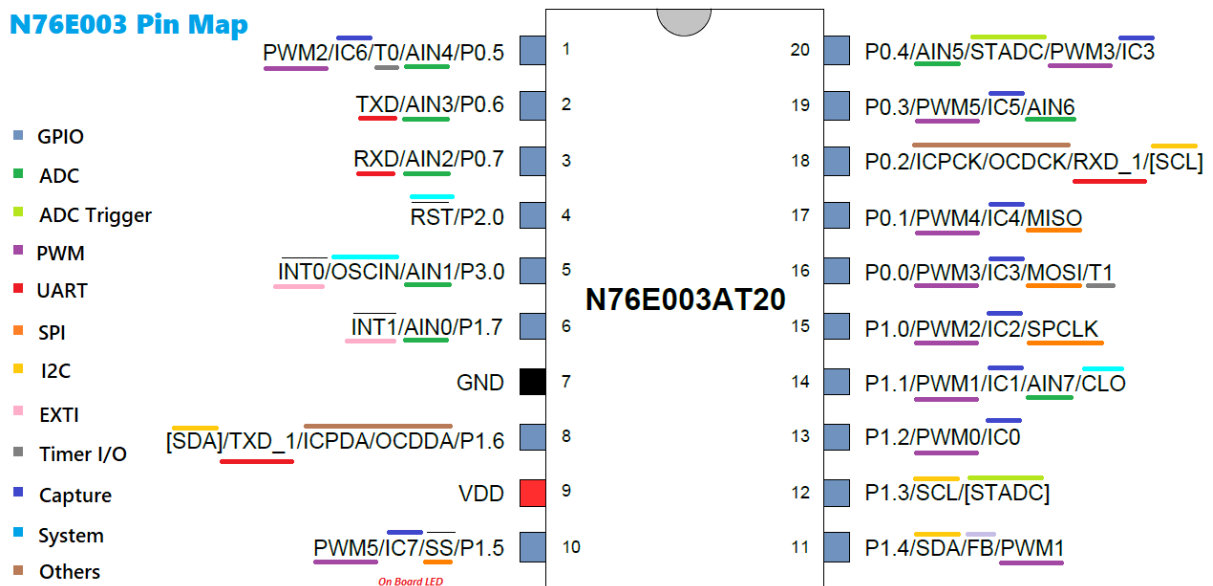 N76E003 Pin Map
GPIO
ADC
ADC Trigger
PWM
UART
SPI
I2C
EXTI
Timer I/O
Capture
System
Others
PWM2/IC6/T0/AIN4/P0.5
TXD/AIN3/P0.6
RXD/AIN2/P0.7
RST/P2.0
INT0/OSCIN/AIN1/P3.0
INT1/AIN0/P1.7
GND
[SDA]/TXD_1/ICPDA/OCDDA/P1.6
VDD
PWM5/IC7/SS/P1.5
On Board LED
1
2
3
4
5
6
7
8
9
10
N76E003AT20
20
19
18
17
16
15
14
13
12
11
P0.4/AIN5/STADC/PWM3/IC3
P0.3/PWM5/IC5/AIN6
P0.2/ICPCK/OCDCK/RXD_1/[SCL]
P0.1/PWM4/IC4/MISO
P0.0/PWM3/IC3/MOSI/T1
P1.0/PWM2/IC2/SPCLK
P1.1/PWM1/IC1/AIN7/CLO
P1.2/PWM0/IC0
P1.3/SCL/[STADC]
P1.4/SDA/FB/PWM1